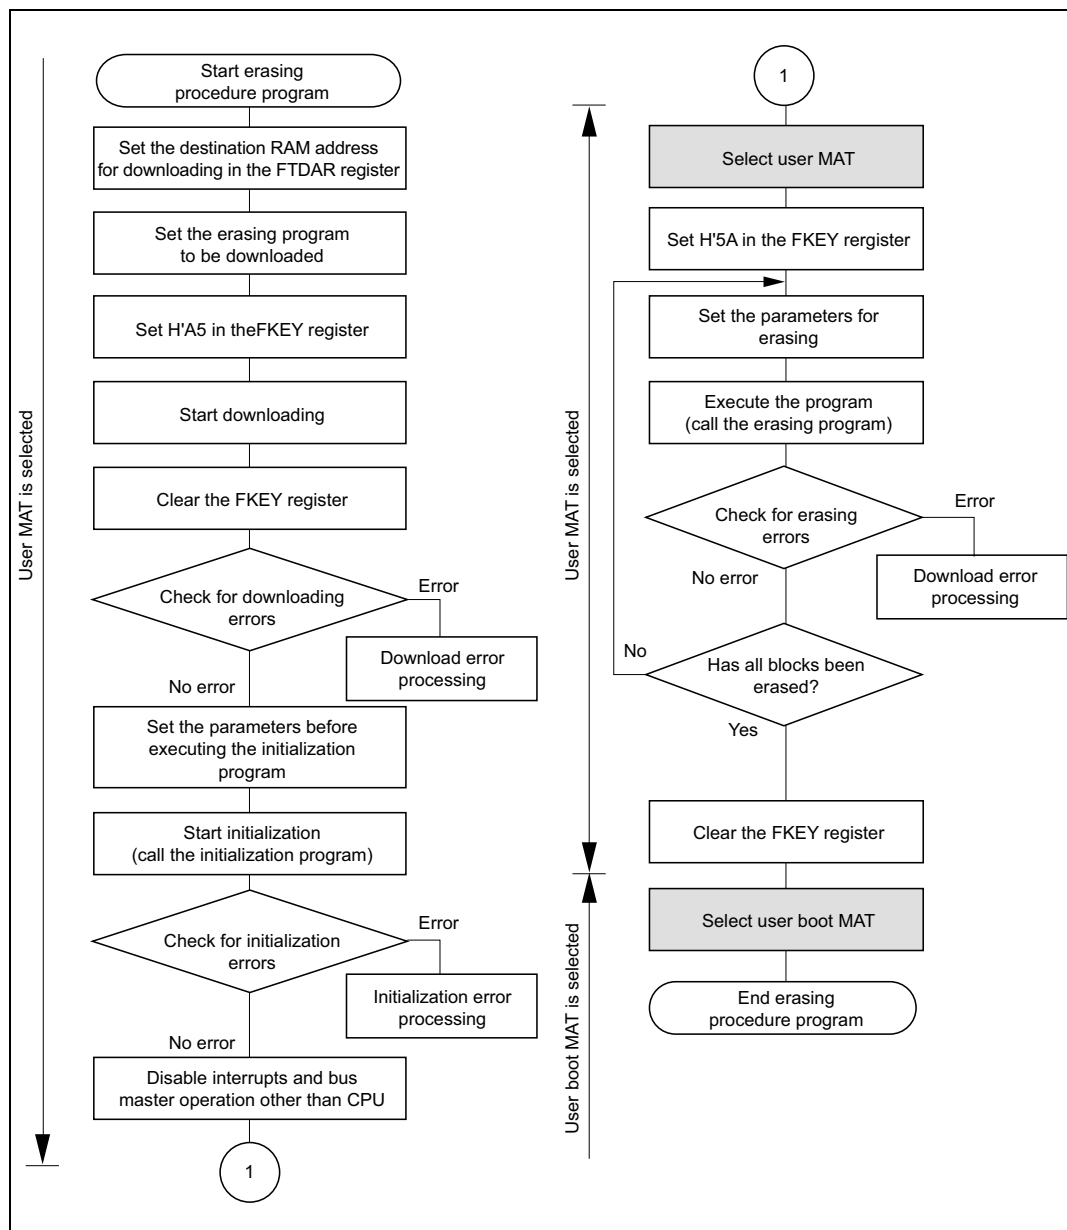 User MAT is selected
Start erasing
procedure program
Set the destination RAM address
for downloading in the FTDAR register
Set the erasing program
to be downloaded
Set H'A5 in theFKEY register
Start downloading
Clear the FKEY register
Check for downloading
errors
Error
Download error
processing
No error
Set the parameters before
executing the initialization
program
Start initialization
(call the initialization program)
Check for initialization
errors
Error
Initialization error
processing
No error
Disable interrupts and bus
master operation other than CPU
1
1
User MAT is selected
Select user MAT
Set H'5A in the FKEY rergister
Set the parameters for
erasing
Execute the program
(call the erasing program)
Check for erasing
errors
Error
Download error
processing
No error
Has all blocks been
erased?
No
Yes
Clear the FKEY register
User boot MAT is selected
Select user boot MAT
End erasing
procedure program